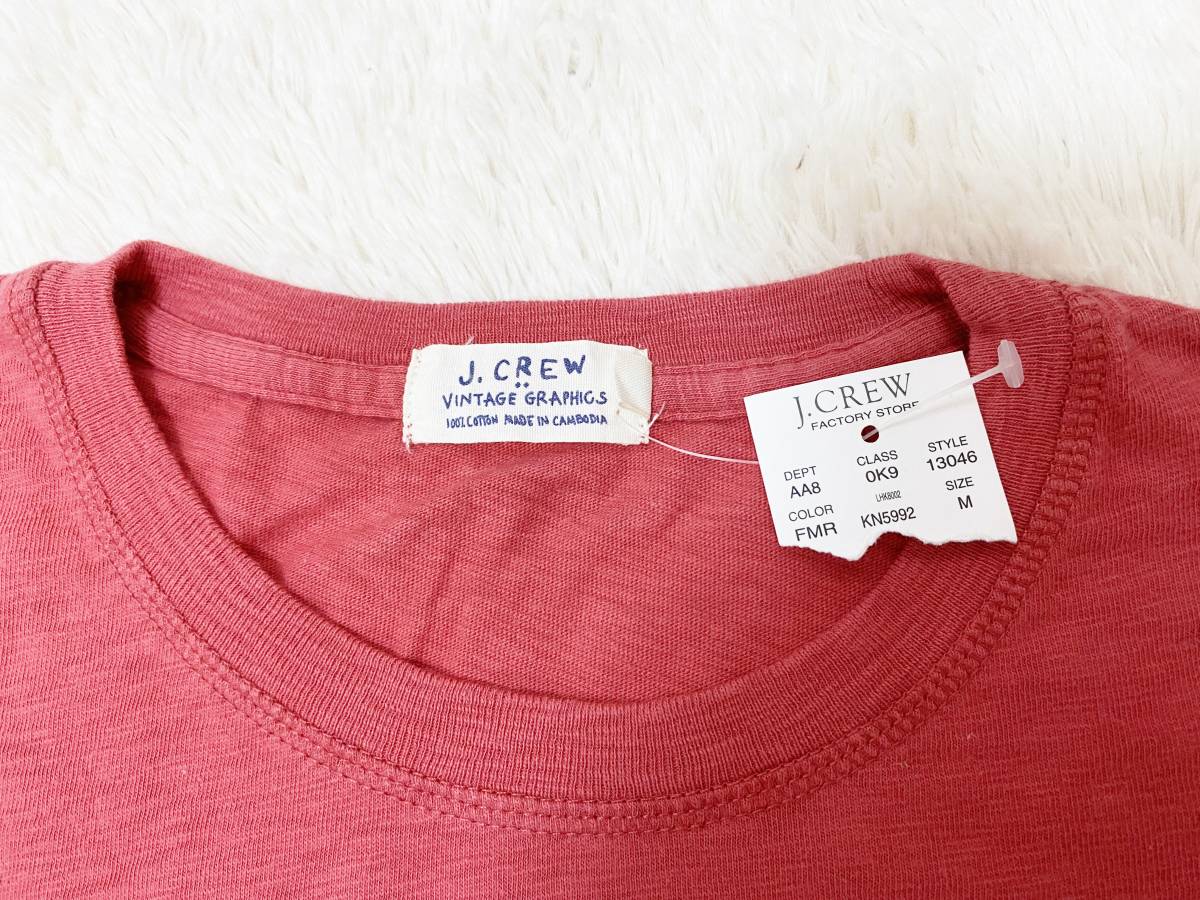 J. CREW
VINTAGE GRAPHICS
100% COTTON MADE IN CAMBODIA
J.CREW
FACTORY STORE
DEPT CLASS STYLE
AA8 0K9 13046
COLOR LHK8002 SIZE
FMR KN5992 M